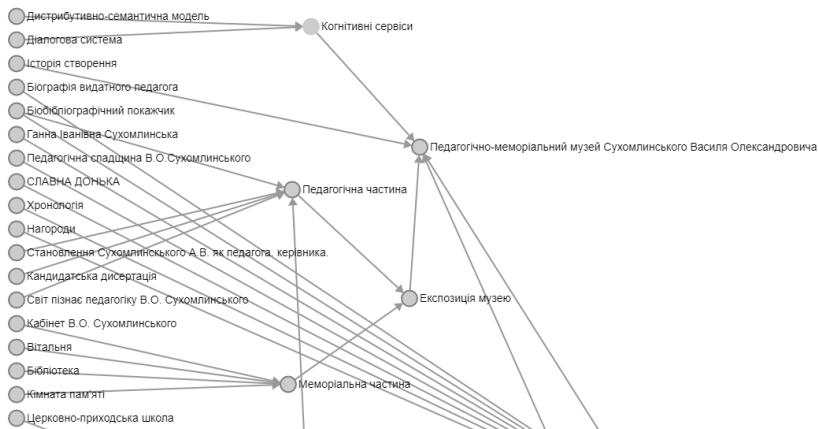 Дистрибутивно-семантична модель
Когнітивні сервіси
Діалогова система
Історія створення
Біографія видатного педагога
Біобібліографічний покажчик
Ганна Іванівна Сухомлинська
Педагогічно-меморіальний музей Сухомлинського Василя Олександровича
Педагогічна спадщина В.О.Сухомлинського
СЛАВНА ДОНЬКА
Педагогічна частина
Хронологія
Нагороди
Становлення Сухомлинскького А.В. як педагога, керівника.
Кандидатська дисертація
Світ пізнає педагогіку В.О. Сухомлинського
Експозиція музею
Кабінет В.О. Сухомлинського
Вітальня
Бібліотека
Меморіальна частина
Кімната пам'яті
Церковно-приходська школа